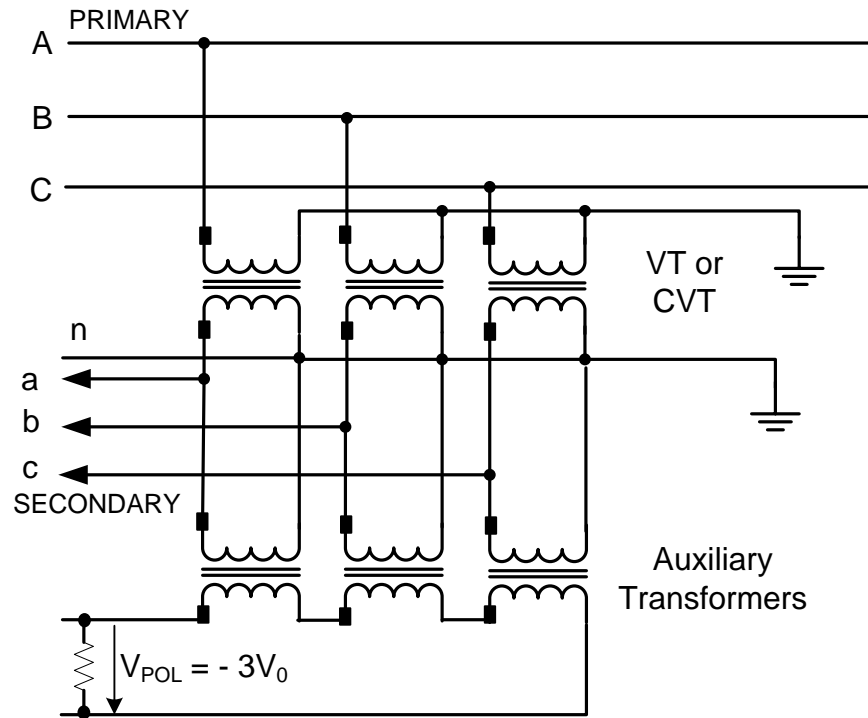 PRIMARY
A
B
C
VT or
CVT
n
a
b
c
SECONDARY
Auxiliary
Transformers
V_POL = - 3V_0